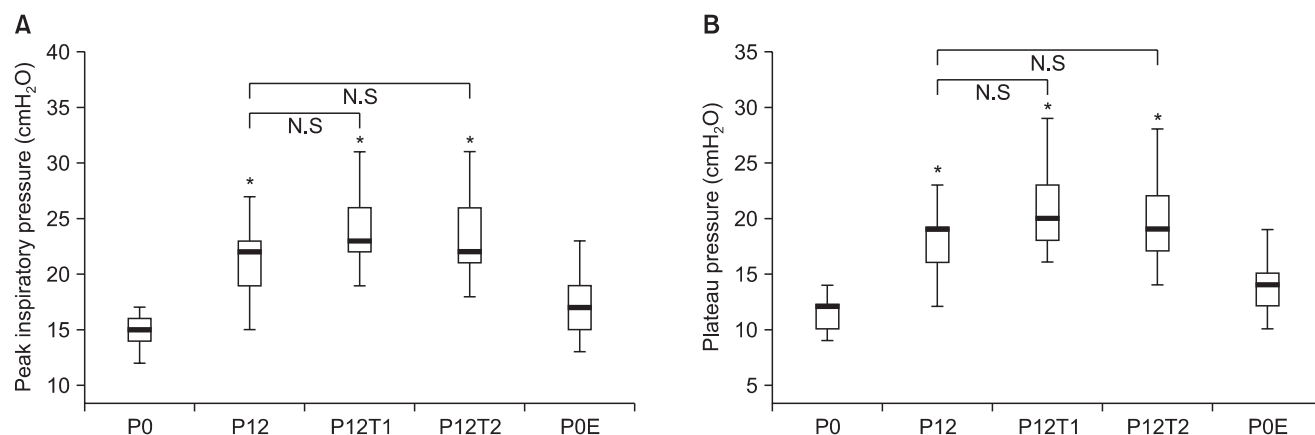 A
Peak inspiratory pressure (cmH₂O)
40
35
30
25
20
15
10
N.S
N.S
*
*
*
P0
P12
P12T1
P12T2
P0E
B
Plateau pressure (cmH₂O)
35
30
25
20
15
10
5
N.S
N.S
*
*
*
P0
P12
P12T1
P12T2
P0E